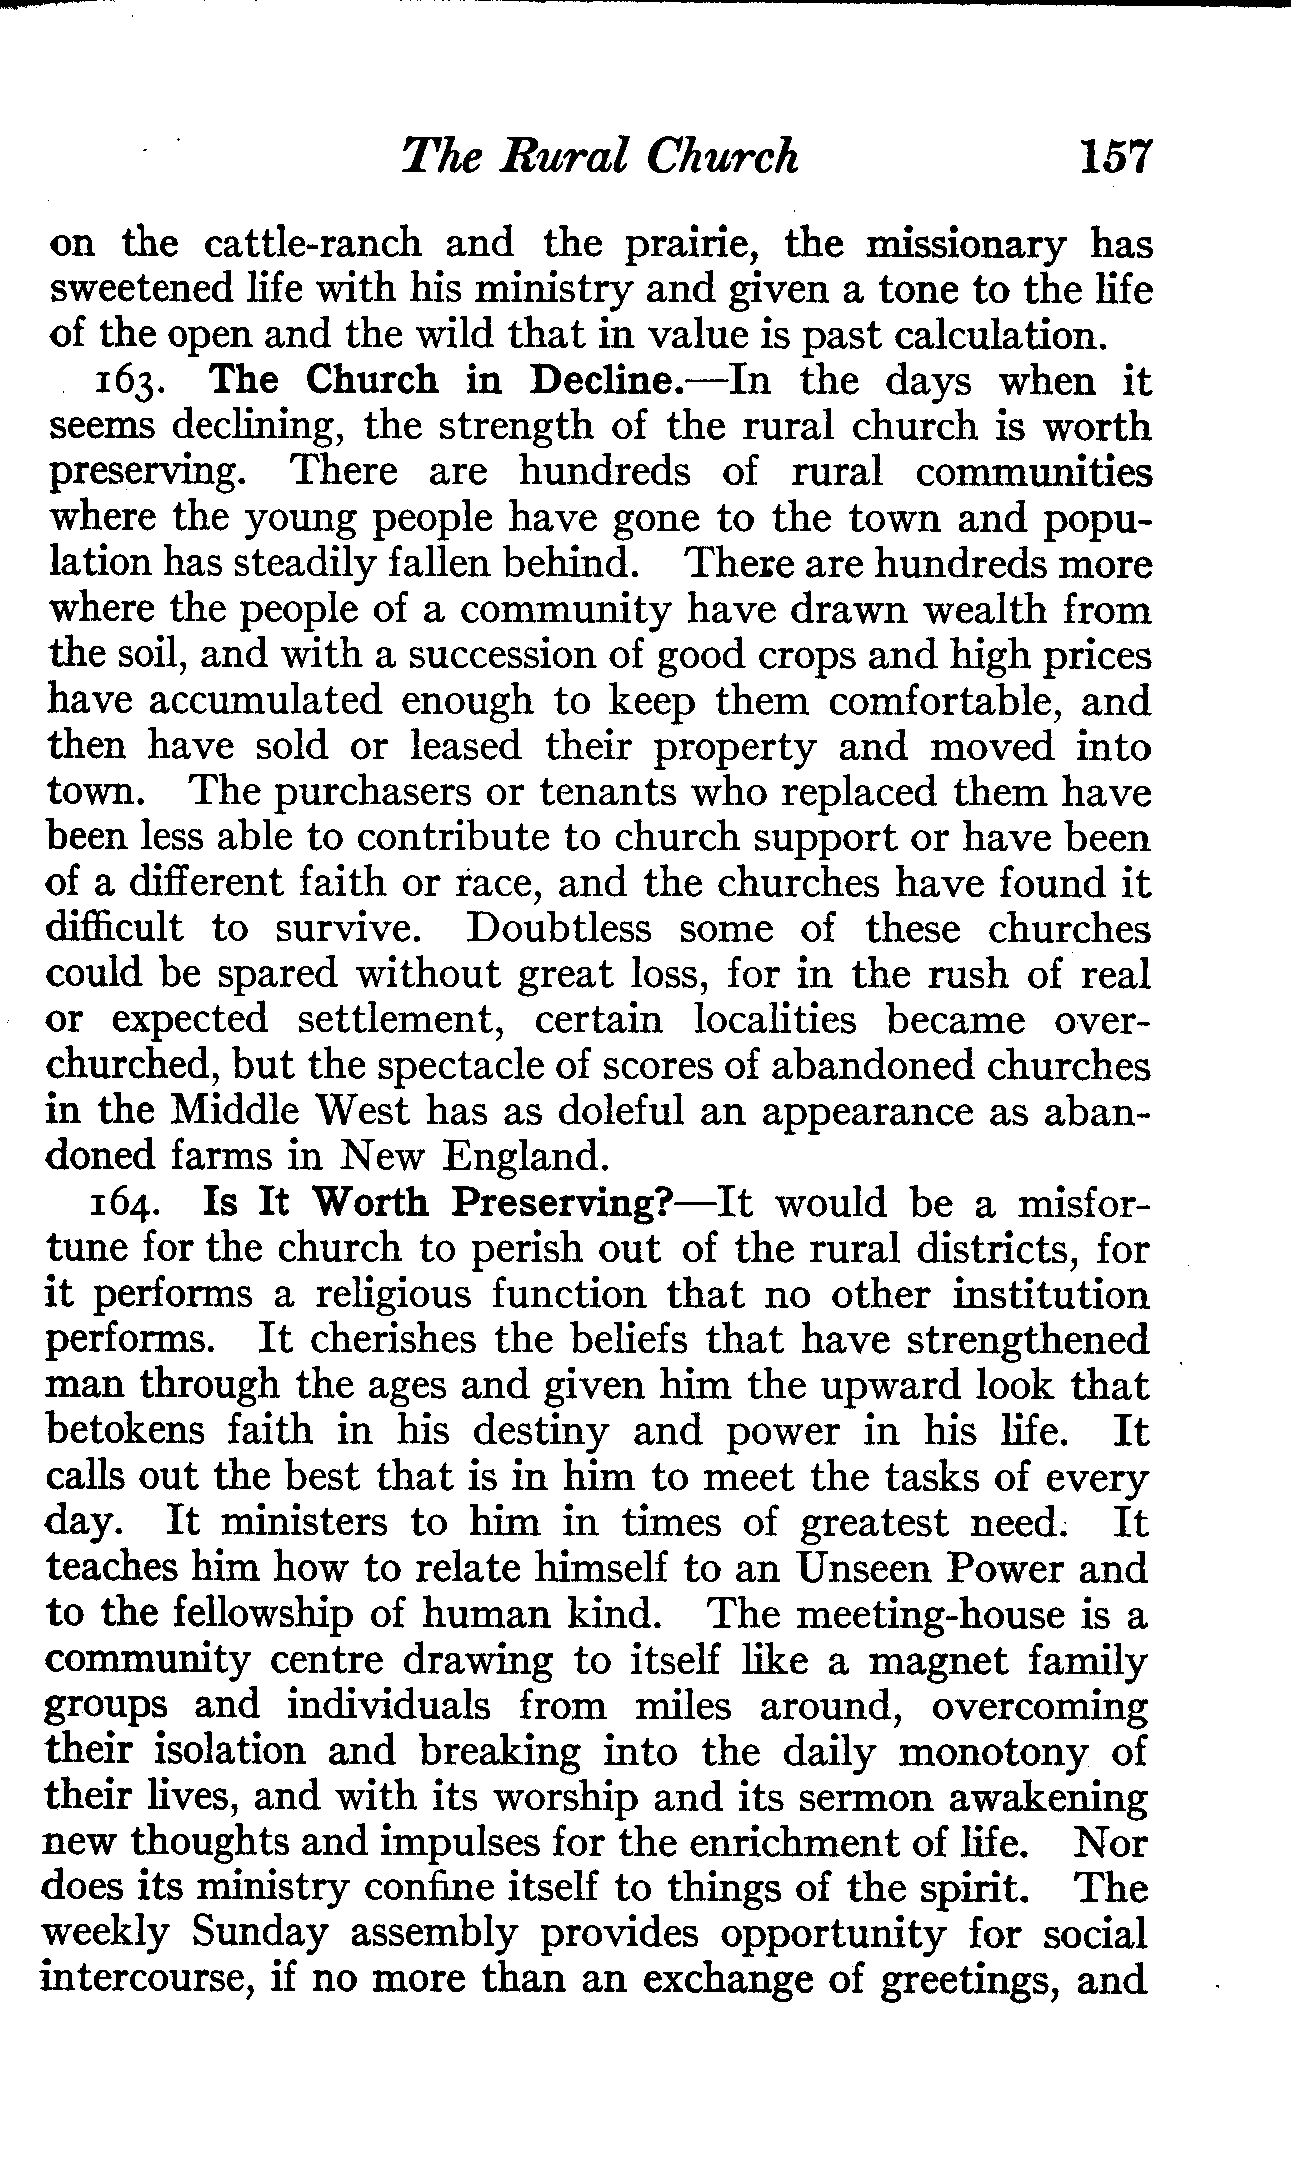 The Rural Church 157
on the cattle-ranch and the prairie, the missionary has
sweetened life with his ministry and given a tone to the life
of the open and the wild that in value is past calculation.
163. The Church in Decline.—In the days when it
seems declining, the strength of the rural church is worth
preserving. There are hundreds of rural communities
where the young people have gone to the town and popu-
lation has steadily fallen behind. There are hundreds more
where the people of a community have drawn wealth from
the soil, and with a succession of good crops and high prices
have accumulated enough to keep them comfortable, and
then have sold or leased their property and moved into
town. The purchasers or tenants who replaced them have
been less able to contribute to church support or have been
of a different faith or race, and the churches have found it
difficult to survive. Doubtless some of these churches
could be spared without great loss, for in the rush of real
or expected settlement, certain localities became over-
churched, but the spectacle of scores of abandoned churches
in the Middle West has as doleful an appearance as aban-
doned farms in New England.
164. Is It Worth Preserving?—It would be a misfor-
tune for the church to perish out of the rural districts, for
it performs a religious function that no other institution
performs. It cherishes the beliefs that have strengthened
man through the ages and given him the upward look that
betokens faith in his destiny and power in his life. It
calls out the best that is in him to meet the tasks of every
day. It ministers to him in times of greatest need. It
teaches him how to relate himself to an Unseen Power and
to the fellowship of human kind. The meeting-house is a
community centre drawing to itself like a magnet family
groups and individuals from miles around, overcoming
their isolation and breaking into the daily monotony of
their lives, and with its worship and its sermon awakening
new thoughts and impulses for the enrichment of life. Nor
does its ministry confine itself to things of the spirit. The
weekly Sunday assembly provides opportunity for social
intercourse, if no more than an exchange of greetings, and